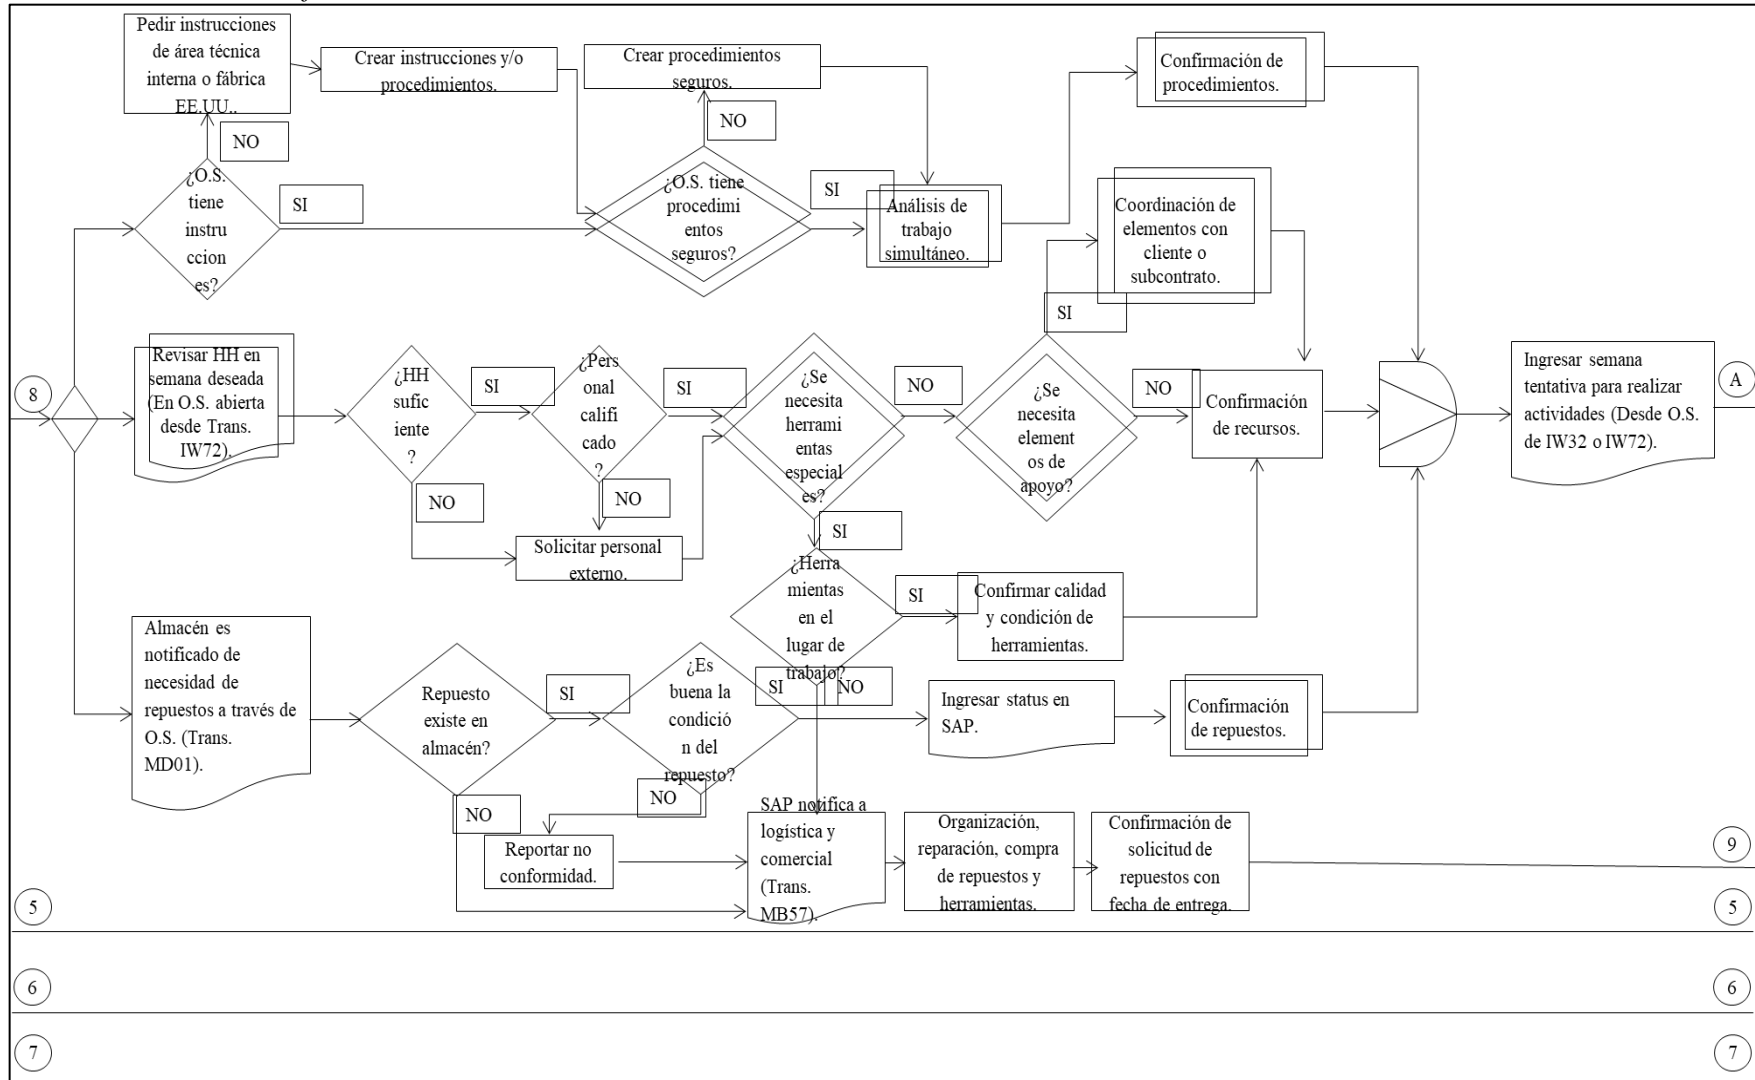 Pedir instrucciones
de área técnica
interna o fábrica
EE.UU..
Crear instrucciones y/o
procedimientos.
Crear procedimientos
seguros.
Confirmación de
procedimientos.
NO
NO
¿O.S.
tiene
instru
ccion
es?
SI
¿O.S. tiene
procedimi
entos
seguros?
SI
Análisis de
trabajo
simultáneo.
Coordinación de
elementos con
cliente o
subcontrato.
SI
8
Revisar HH en
semana deseada
(En O.S. abierta
desde Trans.
IW72).
¿HH
sufic
iente
?
SI
¿Pers
onal
califi
cado
?
SI
¿Se
necesita
herrami
entas
especial
es?
NO
¿Se
necesita
element
os de
apoyo?
NO
Confirmación
de recursos.
Ingresar semana
tentativa para realizar
actividades (Desde O.S.
de IW32 o IW72).
A
NO
NO
Solicitar personal
externo.
SI
¿Herra
mientas
en el
lugar de
trabajo?
SI
Confirmar calidad
y condición de
herramientas.
Almacén es
notificado de
necesidad de
repuestos a través de
O.S. (Trans.
MD01).
Repuesto
existe en
almacén?
SI
¿Es
buena la
condició
n del
repuesto?
SI
NO
Ingresar status en
SAP.
Confirmación
de repuestos.
NO
NO
Reportar no
conformidad.
SAP notifica a
logística y
comercial
(Trans.
MB57).
Organización,
reparación, compra
de repuestos y
herramientas.
Confirmación de
solicitud de
repuestos con
fecha de entrega.
9
5
5
6
6
7
7